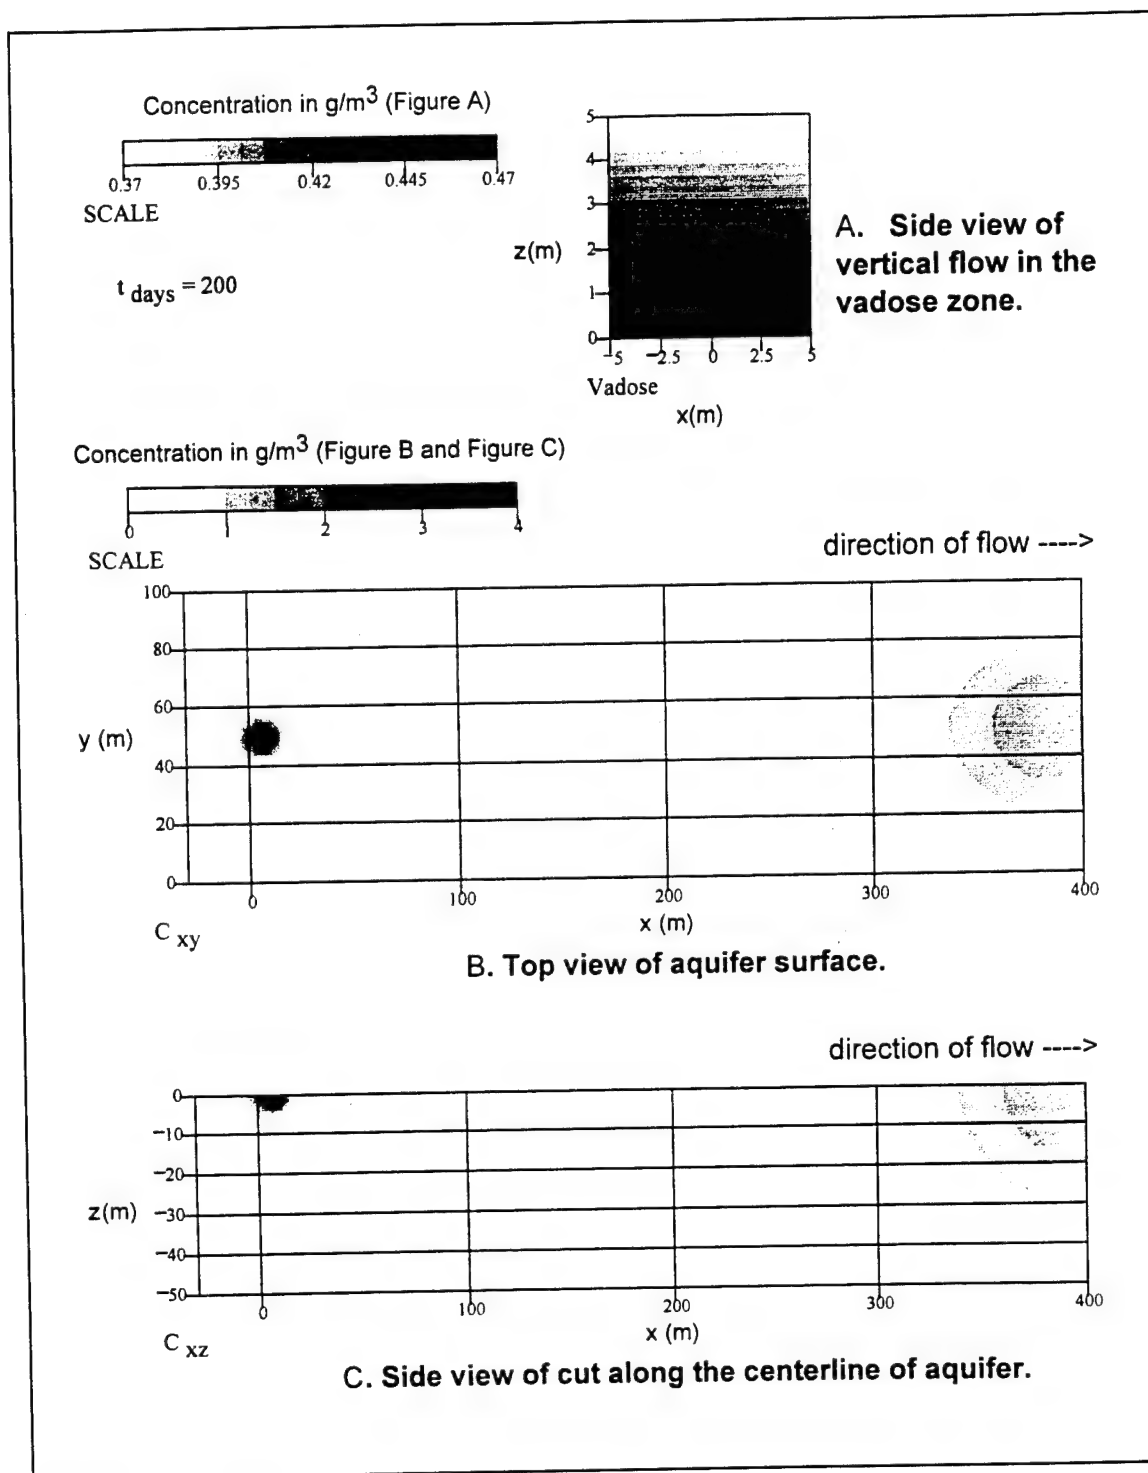 Concentration in g/m3 (Figure A)
0.37 0.395 0.42 0.445 0.47
SCALE
t days = 200
5
4
3
z(m) 2
1
0
−5 −2.5 0 2.5 5
Vadose
x(m)
A. Side view of
vertical flow in the
vadose zone.
Concentration in g/m3 (Figure B and Figure C)
0 1 2 3 4
SCALE
direction of flow ---->
100
80
60
y (m)
40
20
0
0 100 200 300 400
C xy
x (m)
B. Top view of aquifer surface.
direction of flow ---->
0
−10
−20
z(m) −30
−40
−50
0 100 200 300 400
C xz
x (m)
C. Side view of cut along the centerline of aquifer.